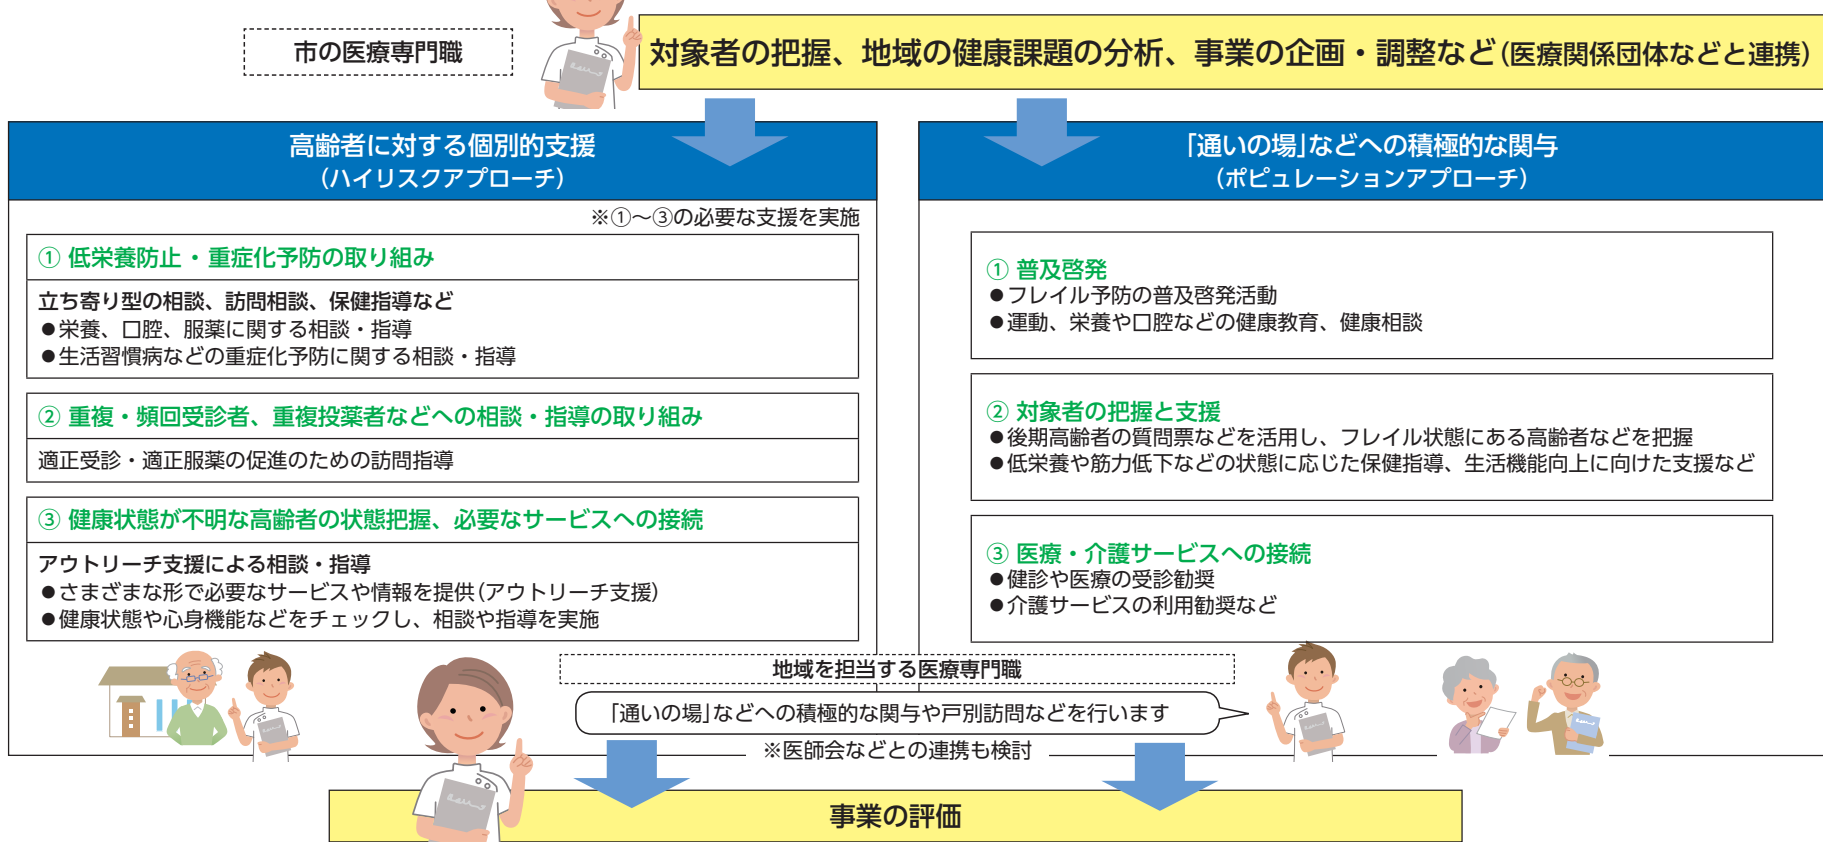 市の医療専門職
対象者の把握、地域の健康課題の分析、事業の企画・調整など(医療関係団体などと連携)
高齢者に対する個別的支援
(ハイリスクアプローチ)
※①～③の必要な支援を実施
① 低栄養防止・重症化予防の取り組み
立ち寄り型の相談、訪問相談、保健指導など
●栄養、口腔、服薬に関する相談・指導
●生活習慣病などの重症化予防に関する相談・指導
② 重複・頻回受診者、重複投薬者などへの相談・指導の取り組み
適正受診・適正服薬の促進のための訪問指導
③ 健康状態が不明な高齢者の状態把握、必要なサービスへの接続
アウトリーチ支援による相談・指導
●さまざまな形で必要なサービスや情報を提供(アウトリーチ支援)
●健康状態や心身機能などをチェックし、相談や指導を実施
「通いの場」などへの積極的な関与
(ポピュレーションアプローチ)
① 普及啓発
●フレイル予防の普及啓発活動
●運動、栄養や口腔などの健康教育、健康相談
② 対象者の把握と支援
●後期高齢者の質問票などを活用し、フレイル状態にある高齢者などを把握
●低栄養や筋力低下などの状態に応じた保健指導、生活機能向上に向けた支援など
③ 医療・介護サービスへの接続
●健診や医療の受診勧奨
●介護サービスの利用勧奨など
地域を担当する医療専門職
「通いの場」などへの積極的な関与や戸別訪問などを行います
※医師会などとの連携も検討
事業の評価